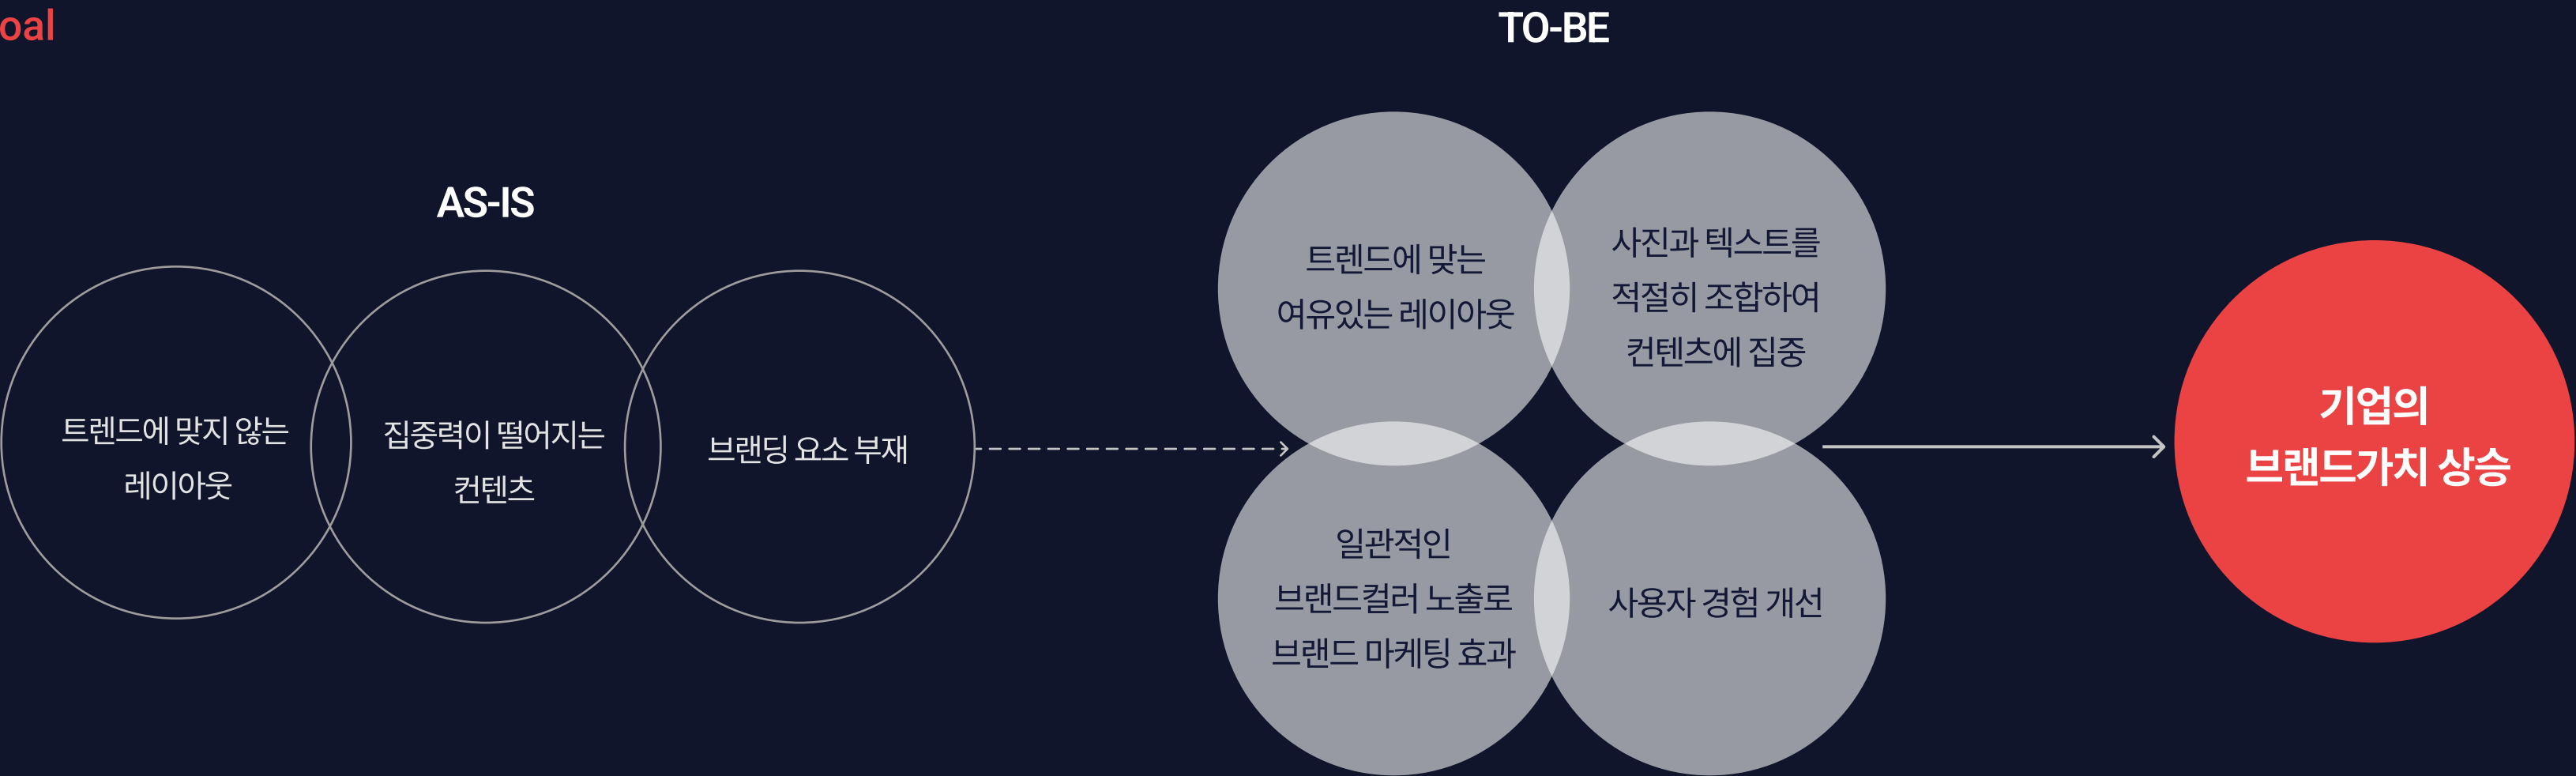 oal
AS-IS
트렌드에 맞지 않는
레이아웃
집중력이 떨어지는
컨텐츠
브랜딩 요소 부재
TO-BE
트렌드에 맞는
여유있는 레이아웃
사진과 텍스트를
적절히 조합하여
컨텐츠에 집중
일관적인
브랜드컬러 노출로
브랜드 마케팅 효과
사용자 경험 개선
기업의
브랜드가치 상승